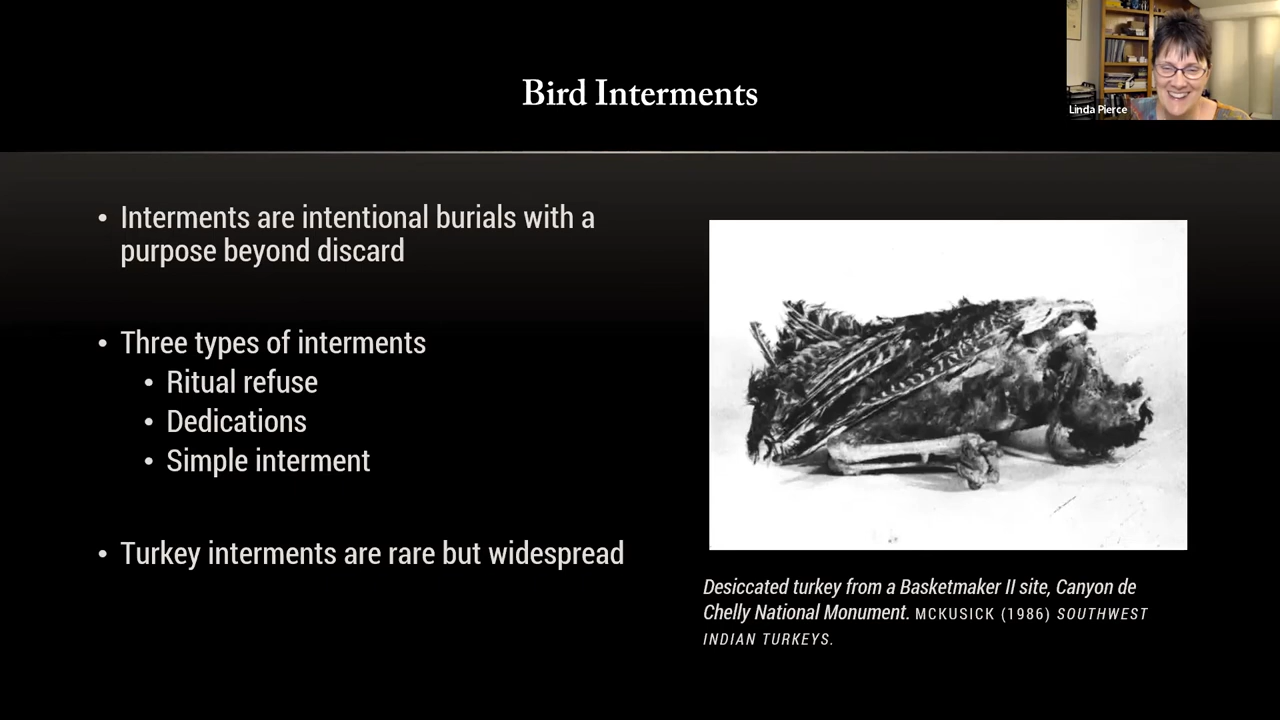 Bird Interments
Linda Pierce
• Interments are intentional burials with a
purpose beyond discard
• Three types of interments
• Ritual refuse
• Dedications
• Simple interment
• Turkey interments are rare but widespread
Desiccated turkey from a Basketmaker II site, Canyon de
Chelly National Monument. MCKUSICK (1986) SOUTHWEST
INDIAN TURKEYS.